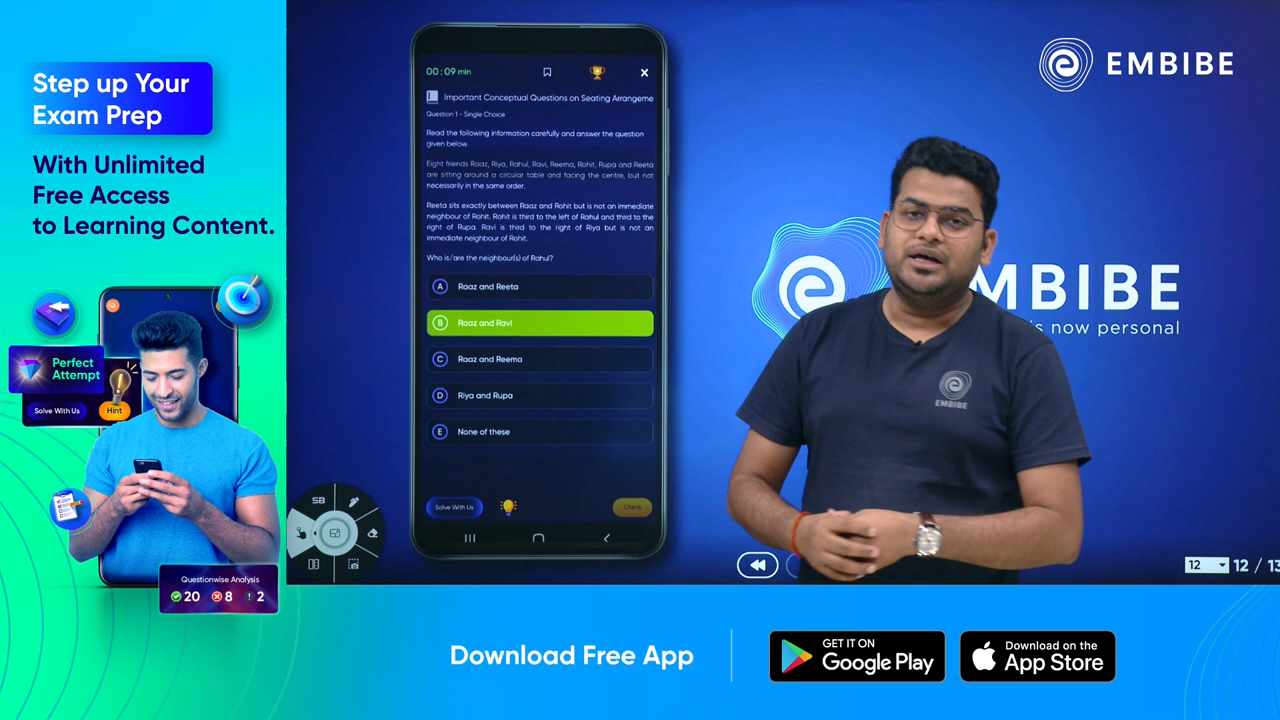 Step up Your
Exam Prep
With Unlimited
Free Access
to Learning Content.
Perfect
Attempt
Solve With Us
Hint
Questionwise Analysis
20
8
! 2
00 : 09 min
Important Conceptual Questions on Seating Arrangeme
Question 1 - Single Choice
Read the following information carefully and answer the question
given below.
Eight friends Raaz, Riya, Rahul, Ravi, Reema, Rohit, Rupa and Reeta
are sitting around a circular table and facing the centre, but not
necessarily in the same order.
Reeta sits exactly between Raaz and Rohit but is not an immediate
neighbour of Rohit. Rohit is third to the left of Rahul and third to the
right of Rupa. Ravi is third to the right of Riya but is not an
immediate neighbour of Rohit.
Who is/are the neighbour(s) of Rahul?
A Raaz and Reeta
B Raaz and Ravi
C Raaz and Reema
D Riya and Rupa
E None of these
Solve With Us
Check
SB
EMBIBE
MBIBE
is now personal
EMBIBE
12
12 / 13
Download Free App
GET IT ON
Google Play
Download on the
App Store